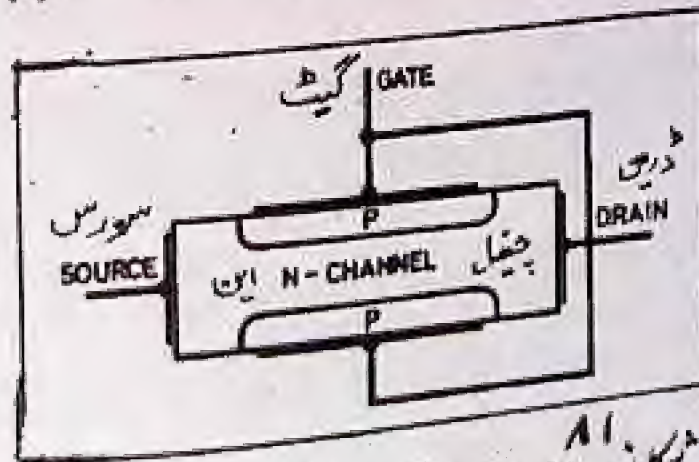 گیٹ GATE
P
سورس
SOURCE
ڈرین
DRAIN
این N-CHANNEL چینل
P